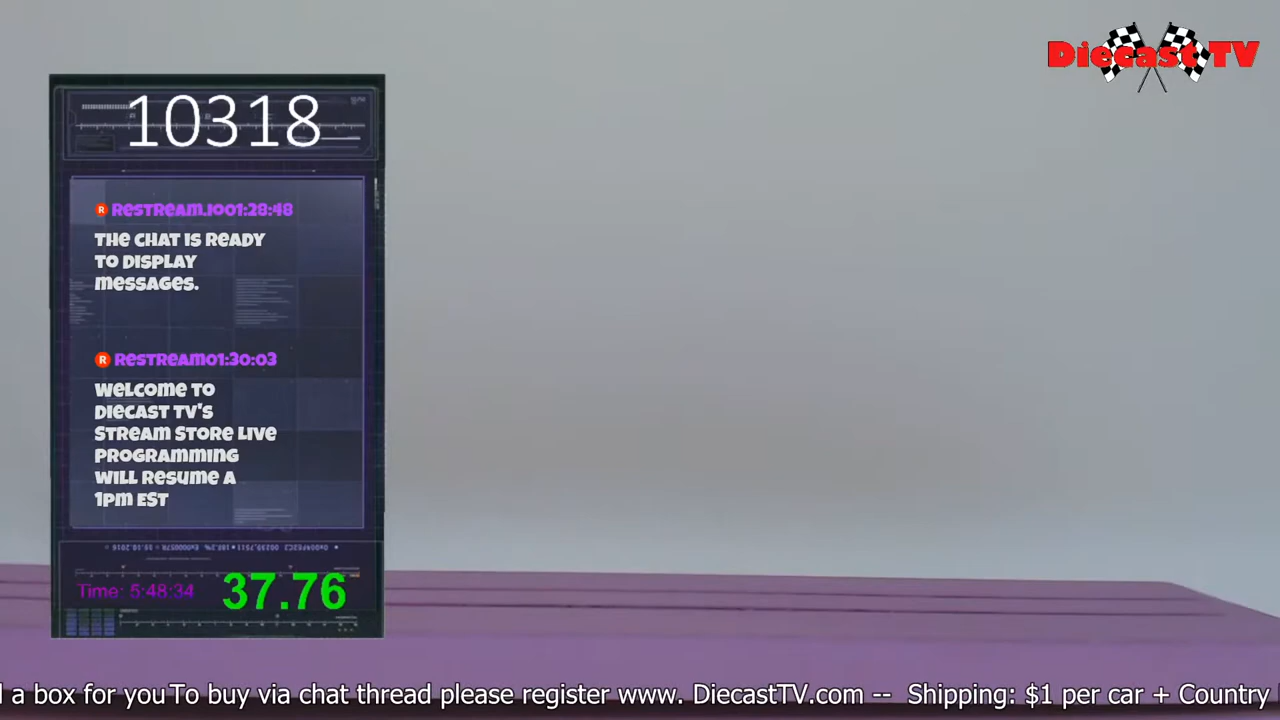 Diecast TV
10318
R Restream.io01:28:48
THE CHAT IS READY
TO DISPLAY
MESSAGES.
R Restream01:30:03
WELCOME TO
DIECAST TV'S
STREAM STORE LIVE
PROGRAMMING
WILL RESUME A
1PM EST
Time: 5:48:34
37.76
a box for you To buy via chat thread please register www. DiecastTV.com -- Shipping: $1 per car + Country